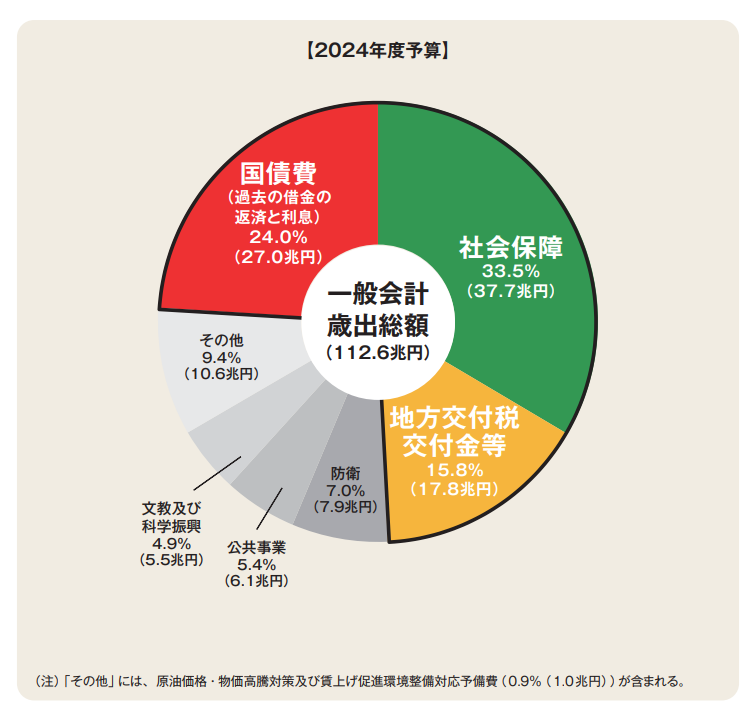 【2024年度予算】
国債費
（過去の借金の
返済と利息）
24.0%
（27.0兆円）
社会保障
33.5%
（37.7兆円）
一般会計
歳出総額
（112.6兆円）
その他
9.4%
（10.6兆円）
地方交付税
交付金等
15.8%
（17.8兆円）
防衛
7.0%
（7.9兆円）
文教及び
科学振興
4.9%
（5.5兆円）
公共事業
5.4%
（6.1兆円）
（注）「その他」には、原油価格・物価高騰対策及び賃上げ促進環境整備対応予備費（0.9%（1.0兆円））が含まれる。